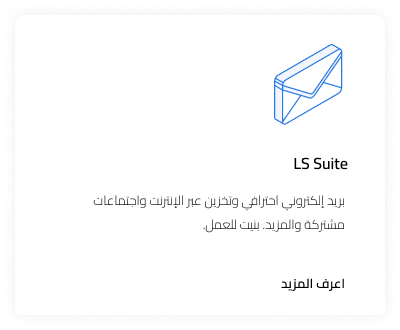 LS Suite
بريد إلكتروني احترافي وتخزين عبر الإنترنت واجتماعات
مشتركة والمزيد. بنيت للعمل.
اعرف المزيد